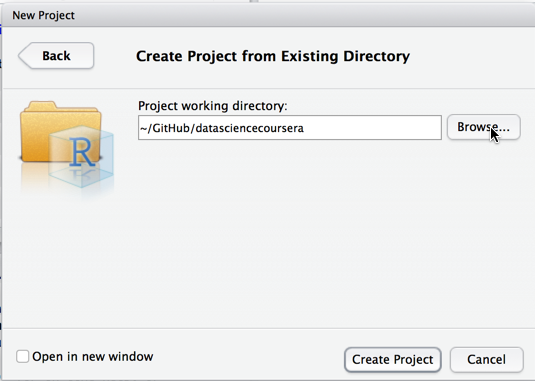 New Project
Back
Create Project from Existing Directory
Project working directory:
~/GitHub/datasciencecoursera
Browse...
R
Open in new window
Create Project
Cancel